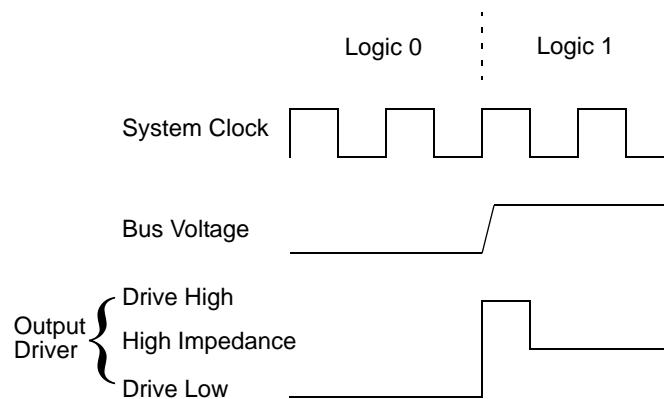 Logic 0
Logic 1
System Clock
Bus Voltage
Drive High
Output
Driver
High Impedance
Drive Low